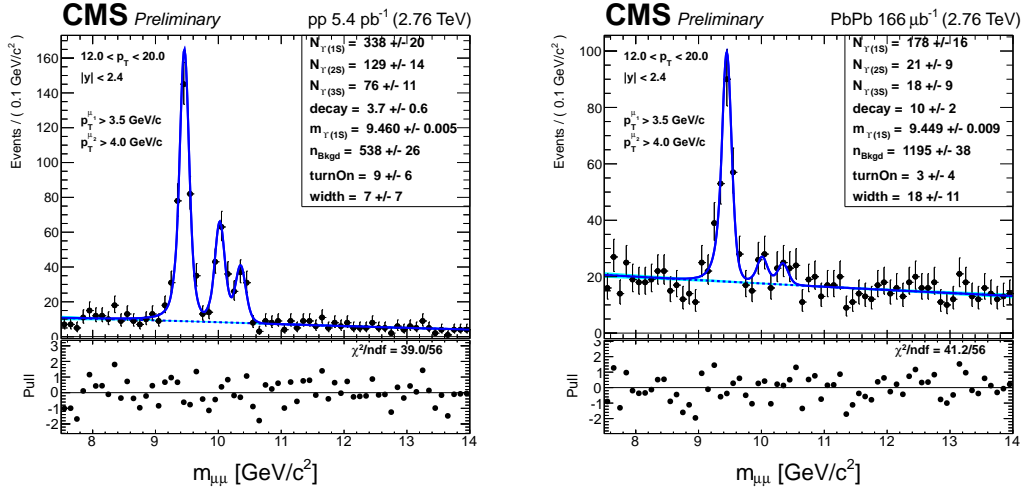 CMS Preliminary pp 5.4 pb⁻¹ (2.76 TeV)
Events / ( 0.1 GeV/c² )
160
140
120
100
80
60
40
20
0
12.0 < p_T < 20.0
|y| < 2.4
p_T^μ¹ > 3.5 GeV/c
p_T^μ² > 4.0 GeV/c
N_ϒ(1S) = 338 +/- 20
N_ϒ(2S) = 129 +/- 14
N_ϒ(3S) = 76 +/- 11
decay = 3.7 +/- 0.6
m_ϒ(1S) = 9.460 +/- 0.005
n_Bkgd = 538 +/- 26
turnOn = 9 +/- 6
width = 7 +/- 7
Pull
3
2
1
0
-1
-2
χ²/ndf = 39.0/56
8 9 10 11 12 13 14
m_μμ [GeV/c²]
CMS Preliminary PbPb 166 μb⁻¹ (2.76 TeV)
Events / ( 0.1 GeV/c² )
100
80
60
40
20
0
12.0 < p_T < 20.0
|y| < 2.4
p_T^μ¹ > 3.5 GeV/c
p_T^μ² > 4.0 GeV/c
N_ϒ(1S) = 178 +/- 16
N_ϒ(2S) = 21 +/- 9
N_ϒ(3S) = 18 +/- 9
decay = 10 +/- 2
m_ϒ(1S) = 9.449 +/- 0.009
n_Bkgd = 1195 +/- 38
turnOn = 3 +/- 4
width = 18 +/- 11
Pull
3
2
1
0
-1
-2
χ²/ndf = 41.2/56
8 9 10 11 12 13 14
m_μμ [GeV/c²]